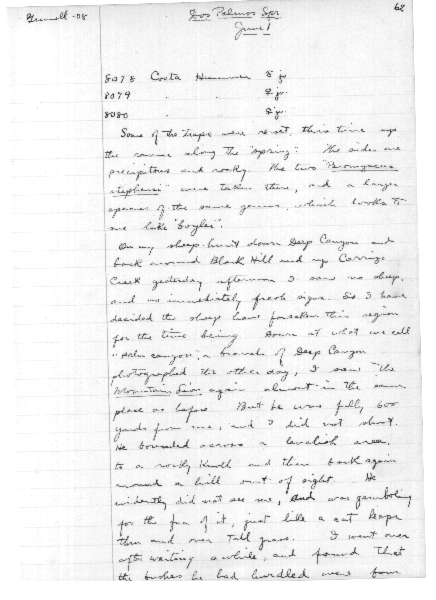 Grinnell - 08
Dos Palmos Spr.
62
June 1
8078 Costa Hummer ♀ jv.
8079 " " ♀ jv.
8080 " " ♀ jv.
Some of the traps were re-set, this time up
the ravine along the "spring". The sides are
precipitous and rocky. The two "Peromyscus
stephensi" were taken there, and a larger
species of the same genus, which looks to
me like "boylei".
On my sheep-hunt down Deep Canyon and
back around Black Hill and up Carrizo
Creek yesterday afternoon I saw no sheep,
and no immediately fresh signs. So I have
decided the sheep have forsaken this region
for the time being. Down at what we call
"palm canyon", a branch of Deep Canyon
photographed the other day, I saw "the
Mountain Lion again almost in the same
place as before. But he was fully 600
yards from me, and I did not shoot.
He bounded across a levelish area,
to a rocky knoll and then back again
around a hill out of sight. He
evidently did not see me, and was gamboling
for the fun of it, just like a cat leaps
thru and over tall grass. I went over
after waiting awhile, and found that
the bushes he had hurdled were from